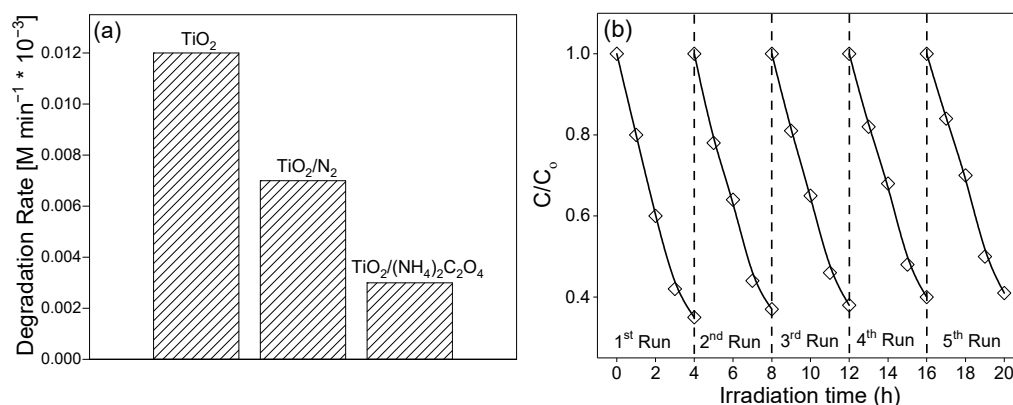 (a)
Degradation Rate [M min⁻¹ * 10⁻³]
0.012
0.010
0.008
0.006
0.004
0.002
0.000
TiO₂
TiO₂/N₂
TiO₂/(NH₄)₂C₂O₄
(b)
C/Cₒ
1.0
0.8
0.6
0.4
1ˢᵗ Run 2ⁿᵈ Run 3ʳᵈ Run 4ᵗʰ Run 5ᵗʰ Run
0 2 4 6 8 10 12 14 16 18 20
Irradiation time (h)